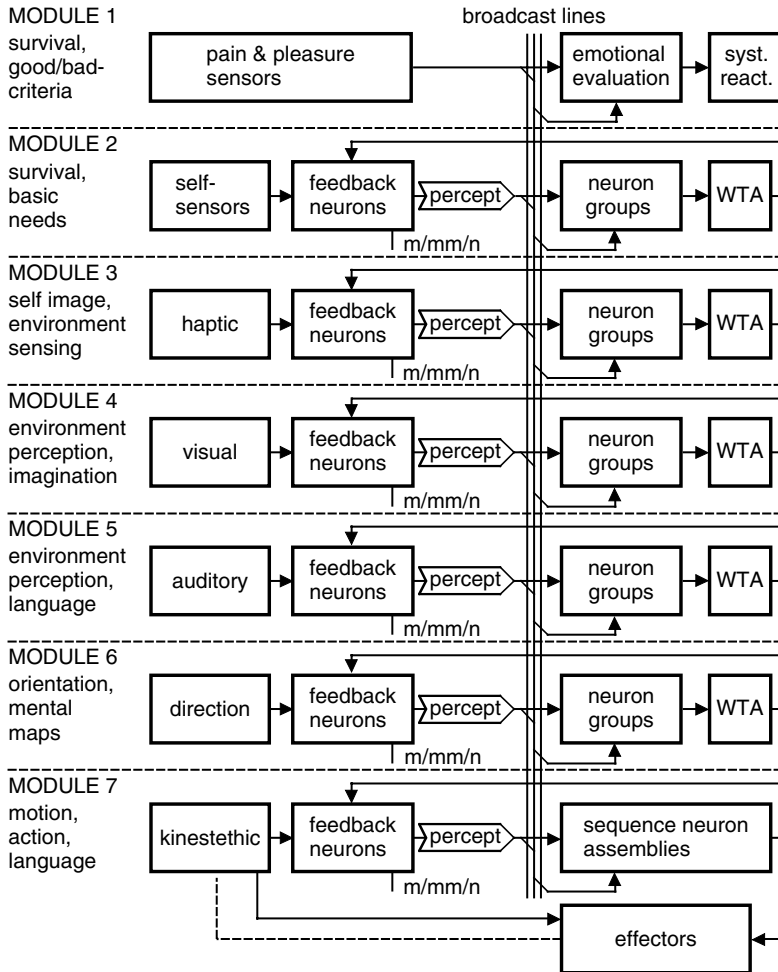 MODULE 1
survival,
good/bad-
criteria
pain & pleasure
sensors
broadcast lines
emotional
evaluation
syst.
react.
MODULE 2
survival,
basic
needs
self-
sensors
feedback
neurons
percept
m/mm/n
neuron
groups
WTA
MODULE 3
self image,
environment
sensing
haptic
feedback
neurons
percept
m/mm/n
neuron
groups
WTA
MODULE 4
environment
perception,
imagination
visual
feedback
neurons
percept
m/mm/n
neuron
groups
WTA
MODULE 5
environment
perception,
language
auditory
feedback
neurons
percept
m/mm/n
neuron
groups
WTA
MODULE 6
orientation,
mental
maps
direction
feedback
neurons
percept
m/mm/n
neuron
groups
WTA
MODULE 7
motion,
action,
language
kinestethic
feedback
neurons
percept
m/mm/n
sequence neuron
assemblies
effectors